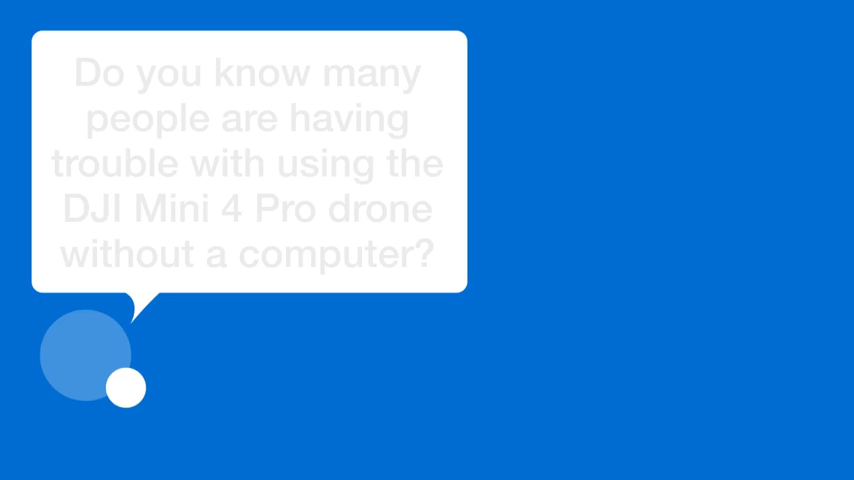 Do you know many
people are having
trouble with using the
DJI Mini 4 Pro drone
without a computer?